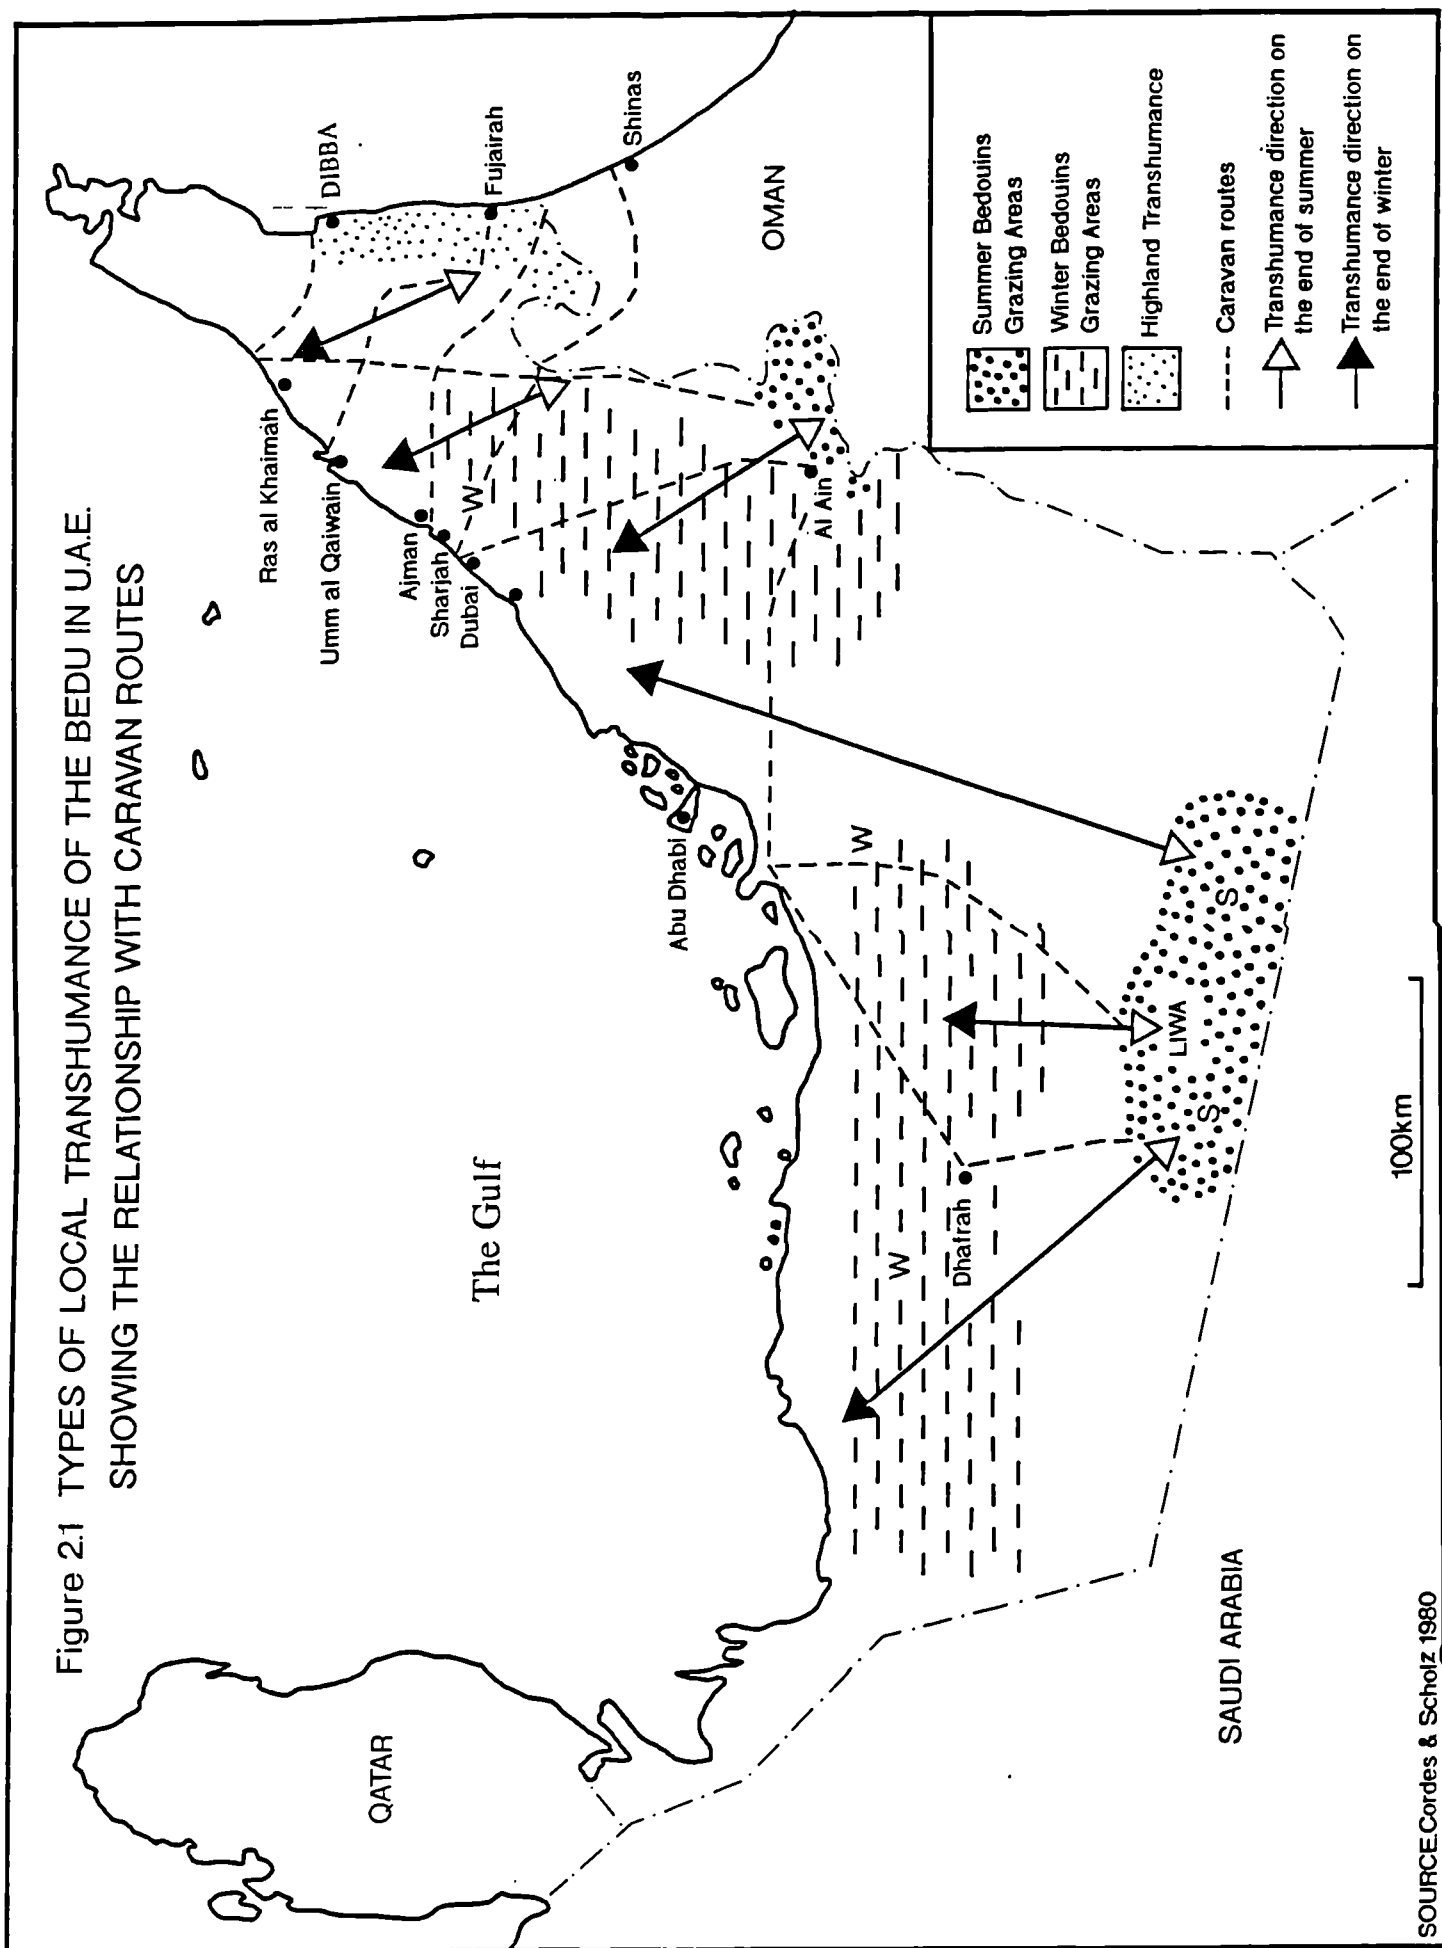 Figure 2.1 TYPES OF LOCAL TRANSHUMANCE OF THE BEDU IN U.A.E.
SHOWING THE RELATIONSHIP WITH CARAVAN ROUTES
QATAR
The Gulf
Ras al Khaimah
Umm al Qaiwain
Ajman
Sharjah
Dubai
Abu Dhabi
DIBBA
Fujairah
Shinas
OMAN
Al Ain
W
W
W
Dhafrah
LIWA
S
S
SAUDI ARABIA
100km
Summer Bedouins
Grazing Areas
Winter Bedouins
Grazing Areas
Highland Transhumance
Caravan routes
Transhumance direction on
the end of summer
Transhumance direction on
the end of winter
SOURCE.Cordes & Scholz 1980